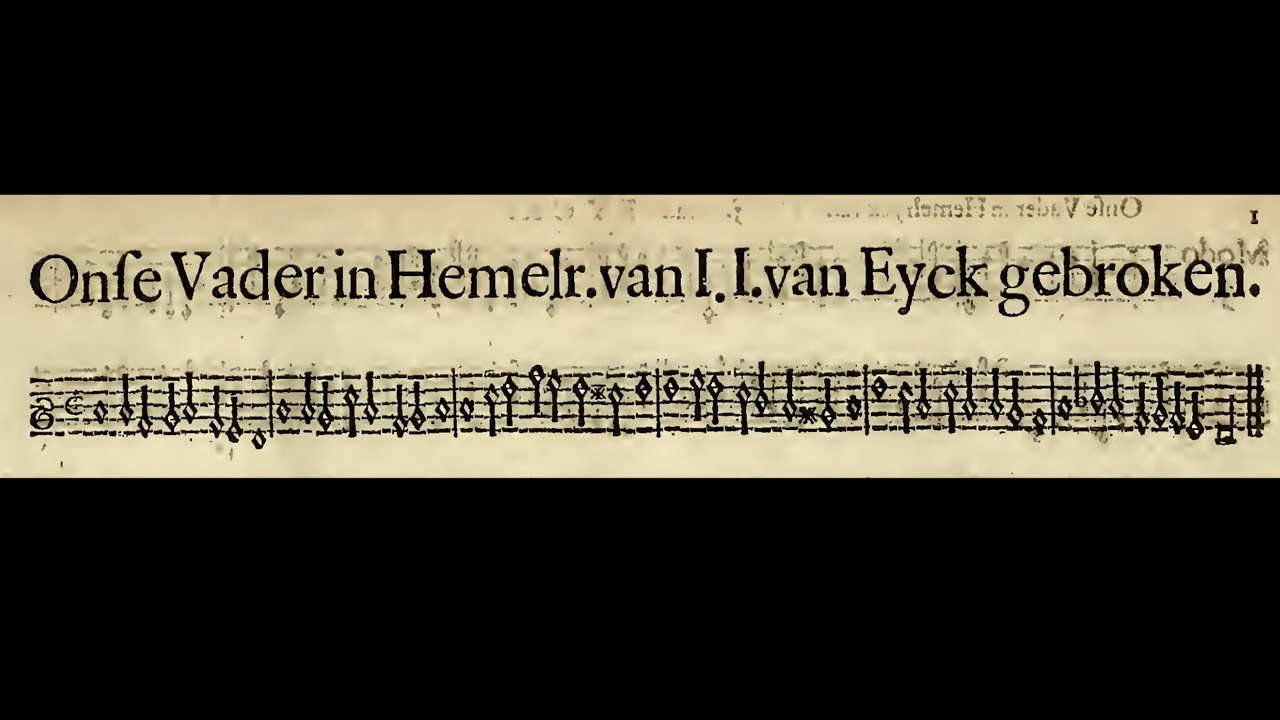 1
Onſe Vader in Hemelr. van I. I. van Eyck gebroken.